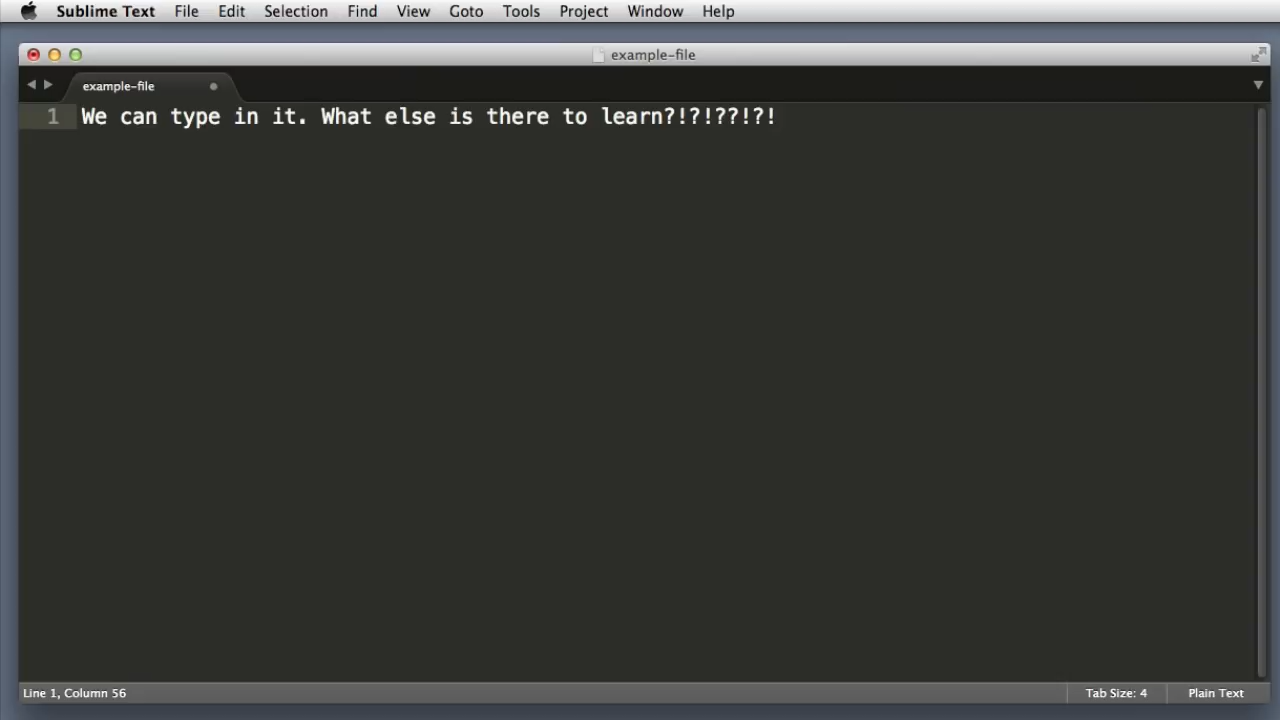 Sublime Text File Edit Selection Find View Goto Tools Project Window Help
example-file
example-file
1 We can type in it. What else is there to learn?!?!??!?!
Line 1, Column 56 Tab Size: 4 Plain Text